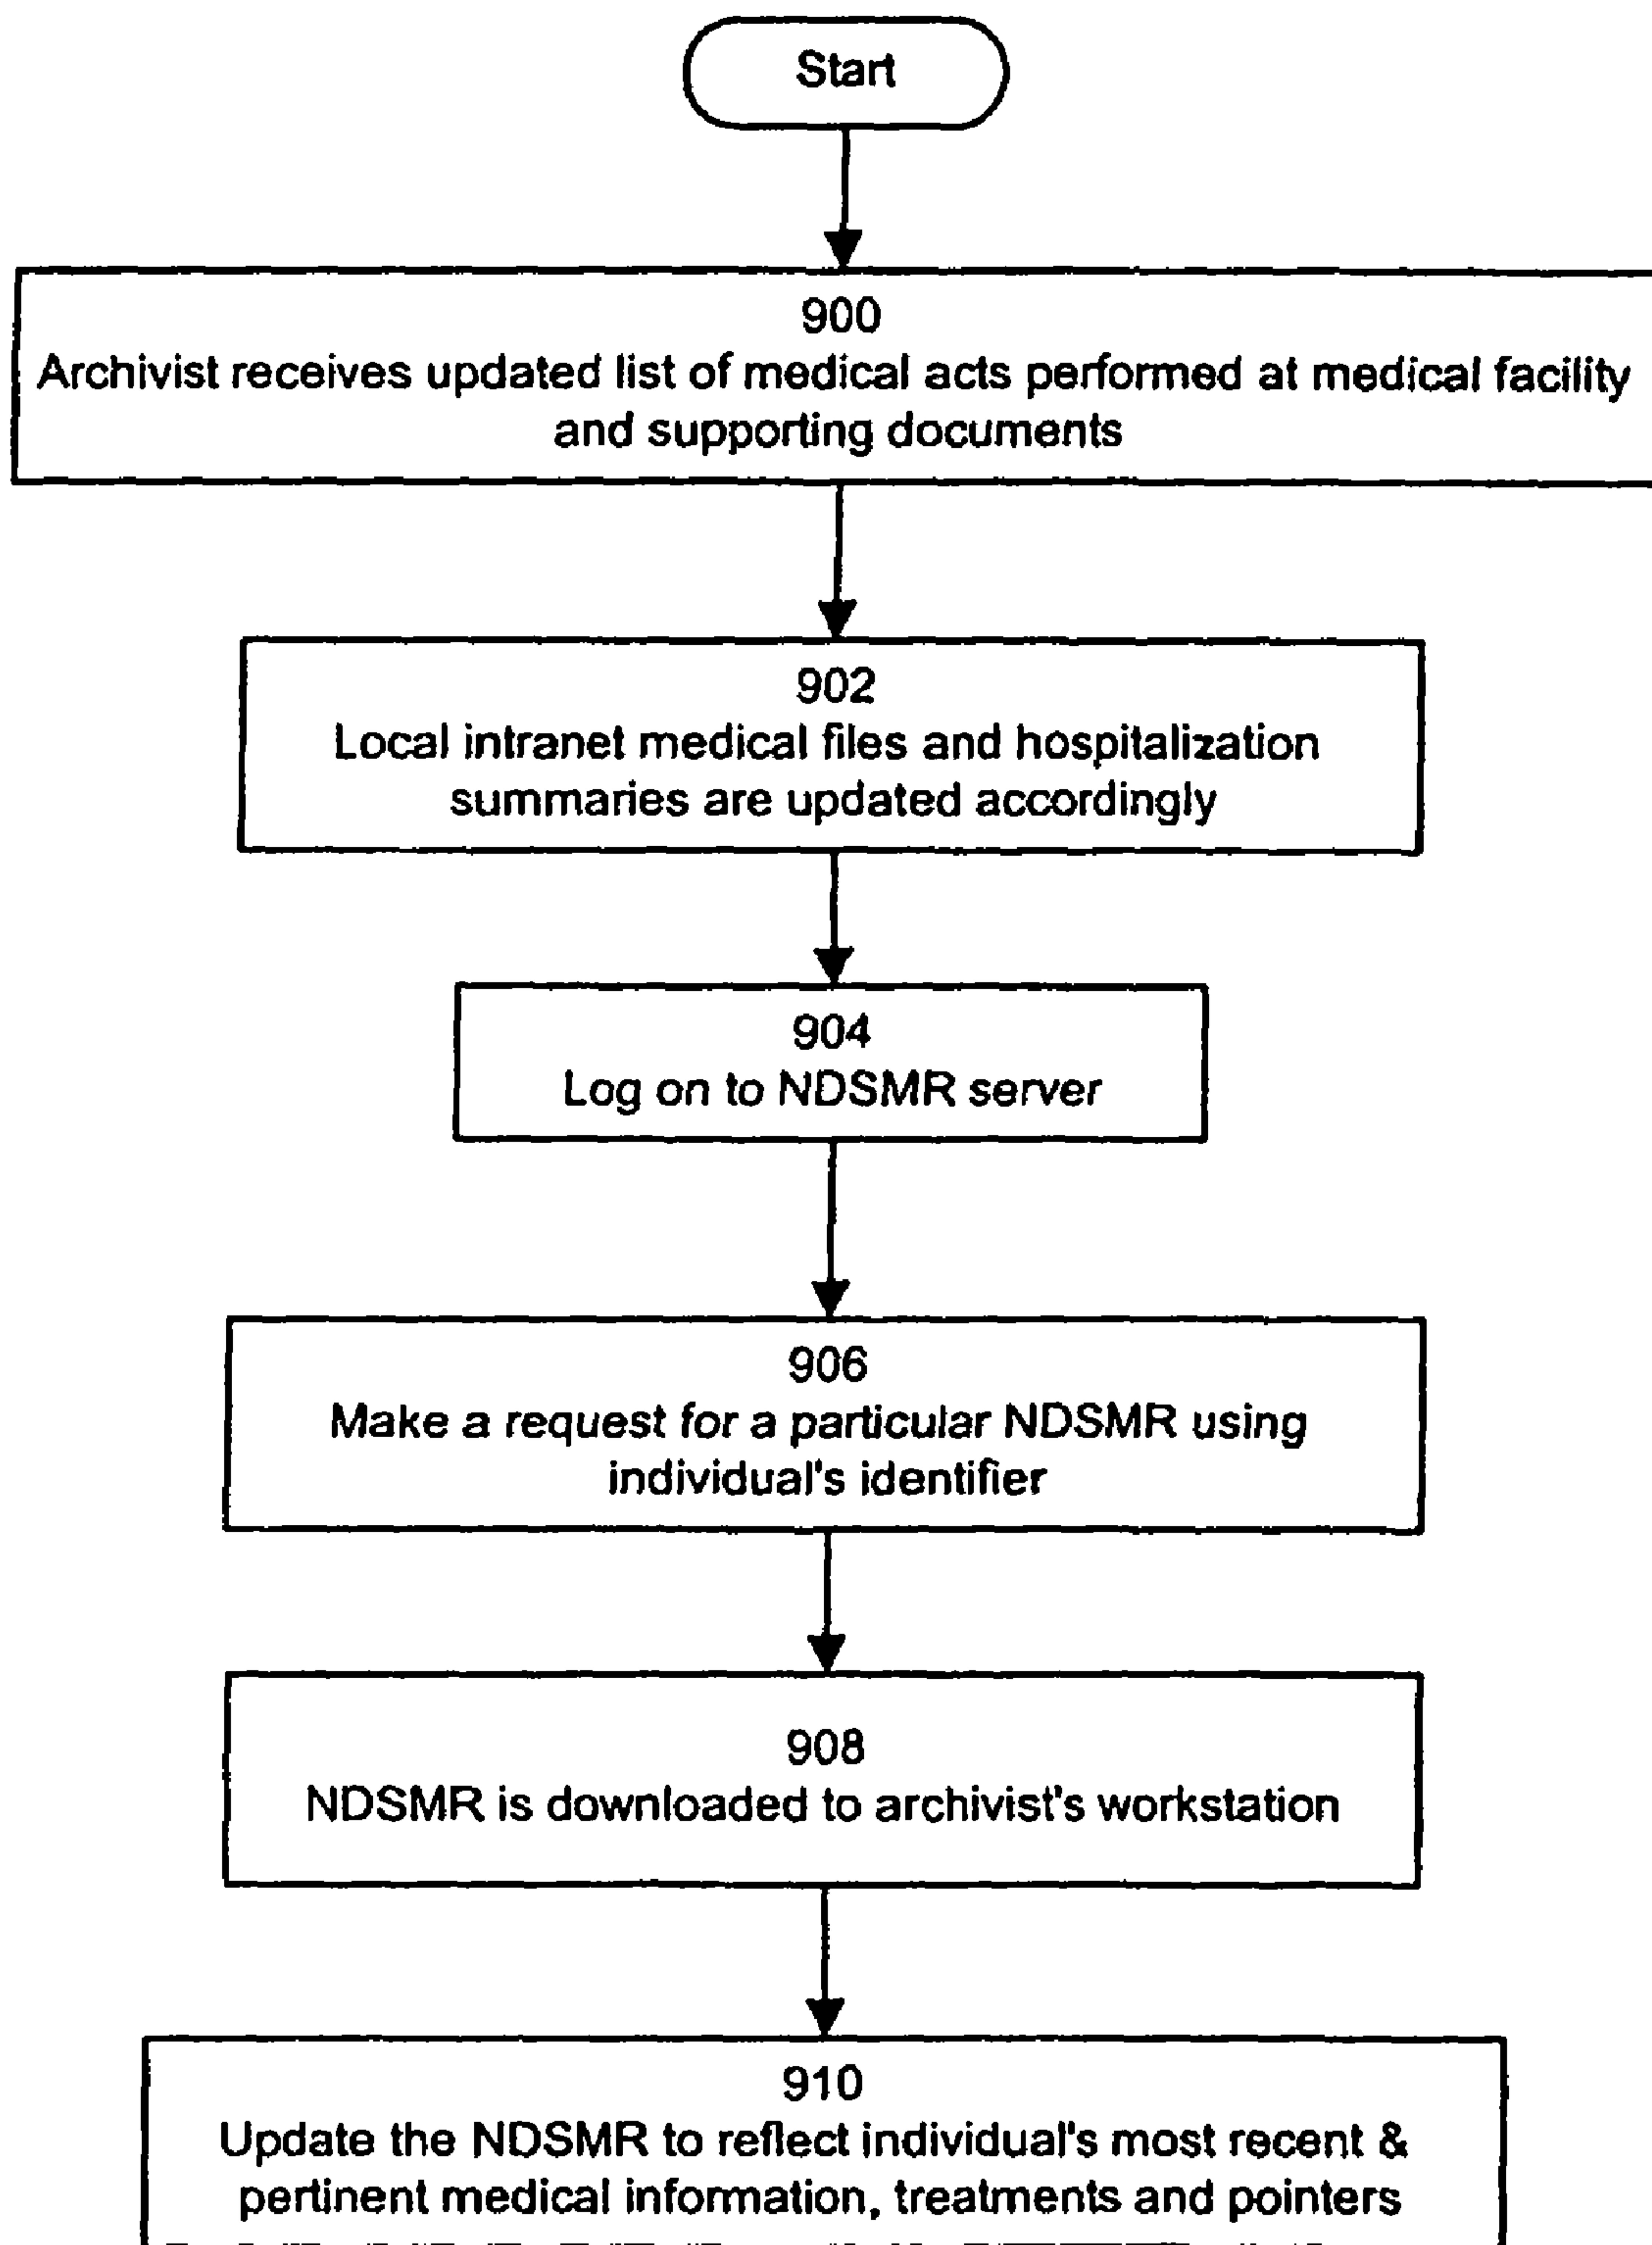 Start
900
Archivist receives updated list of medical acts performed at medical facility
and supporting documents
902
Local intranet medical files and hospitalization
summaries are updated accordingly
904
Log on to NDSMR server
906
Make a request for a particular NDSMR using
individual's identifier
908
NDSMR is downloaded to archivist's workstation
910
Update the NDSMR to reflect individual's most recent &
pertinent medical information, treatments and pointers